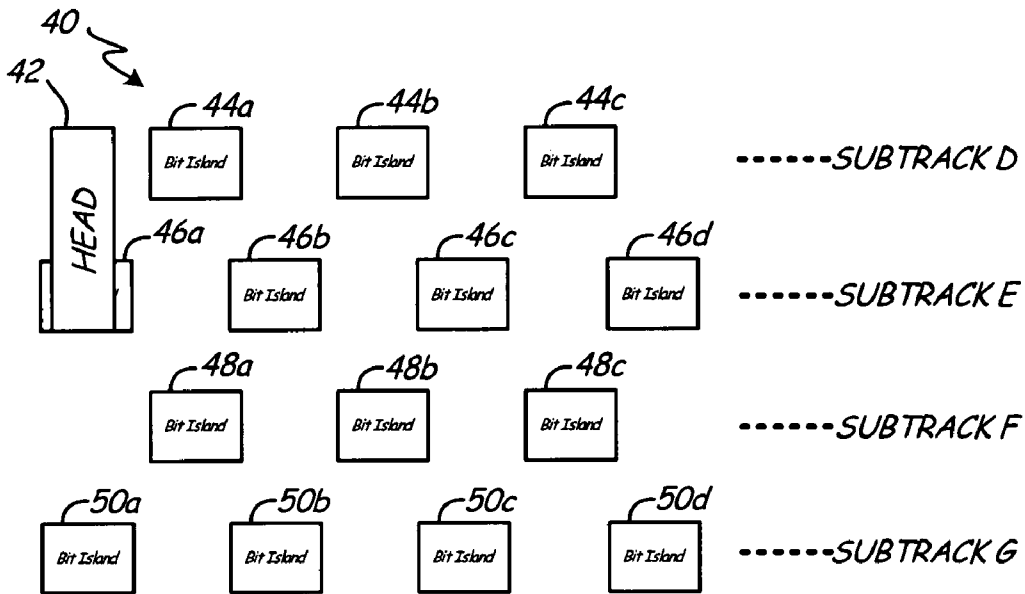 40
42
44a 44b 44c
Bit Island Bit Island Bit Island
SUBTRACK D
HEAD
46a 46b 46c 46d
Bit Island Bit Island Bit Island
SUBTRACK E
48a 48b 48c
Bit Island Bit Island Bit Island
SUBTRACK F
50a 50b 50c 50d
Bit Island Bit Island Bit Island Bit Island
SUBTRACK G